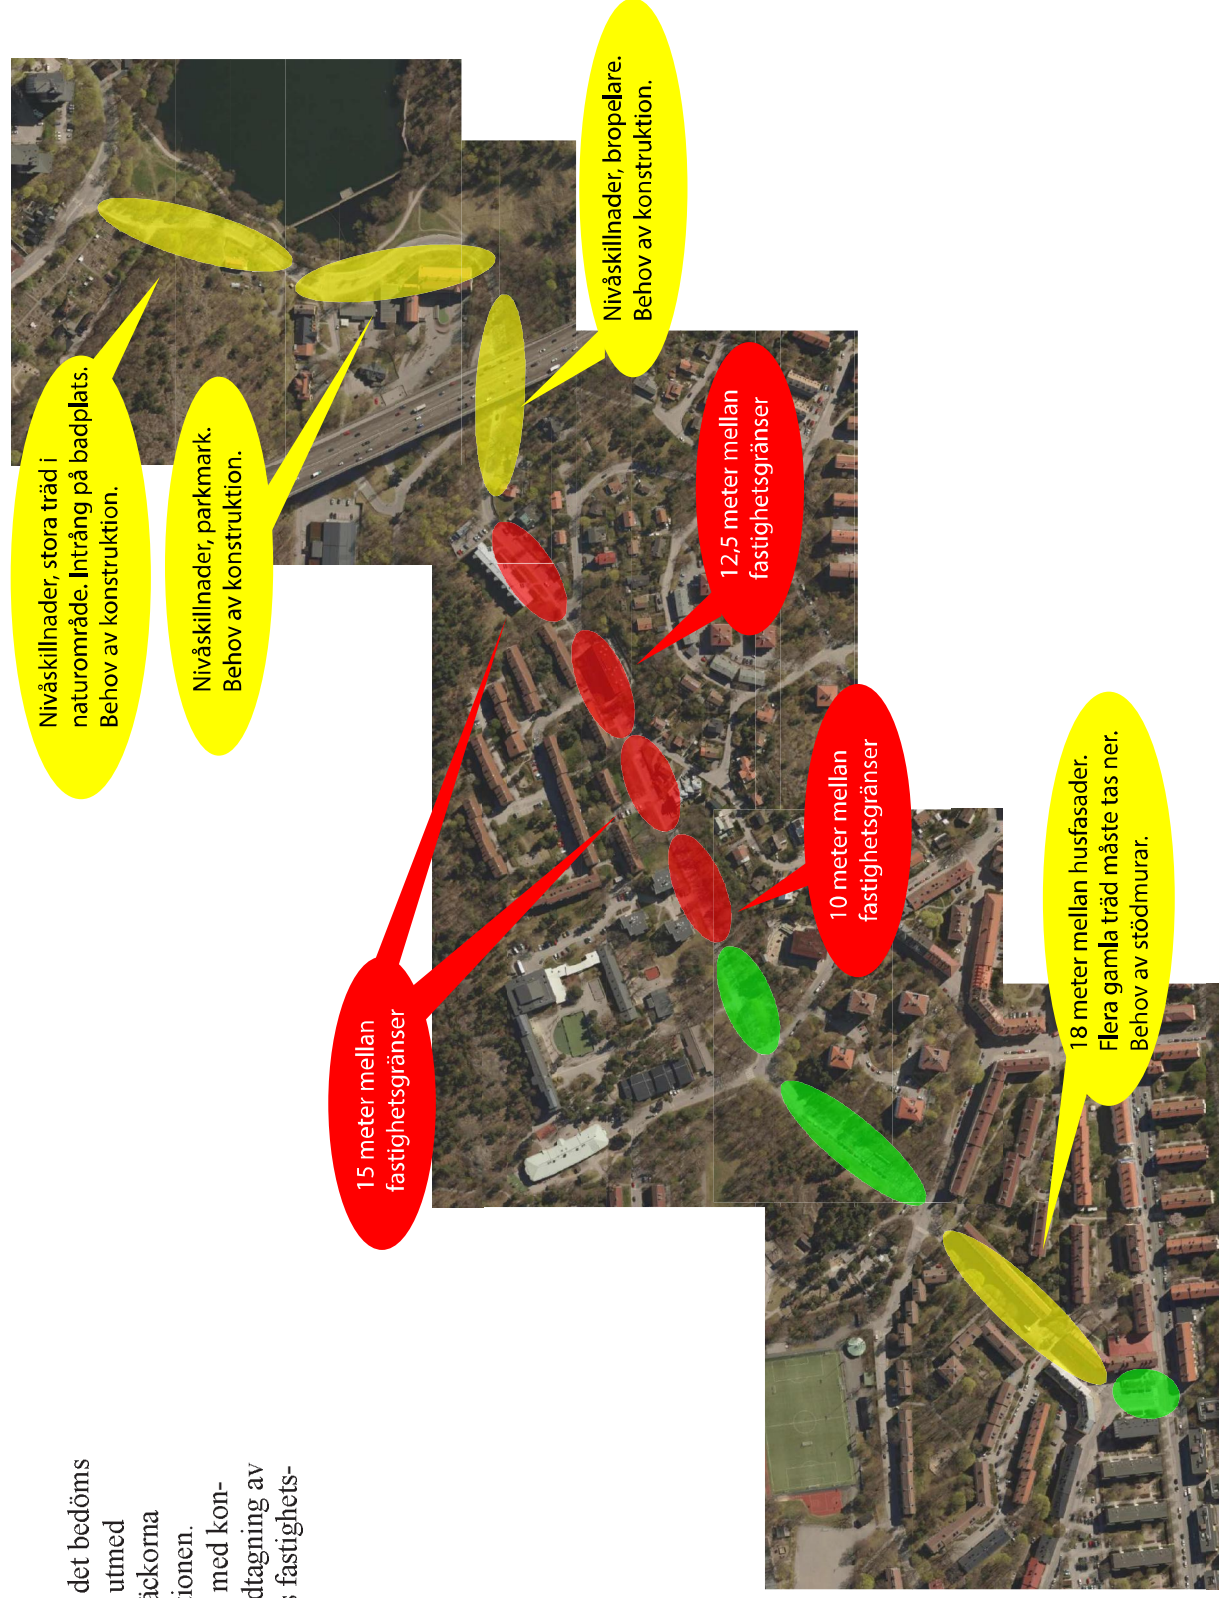 det bedöms
utmed
äckorna
tionen.
med kon-
dtagning av
s fastighets-
Nivåskillnader, stora träd i
naturområde. Intrång på badplats.
Behov av konstruktion.
Nivåskillnader, parkmark.
Behov av konstruktion.
15 meter mellan
fastighetsgränser
Nivåskillnader, bropelare.
Behov av konstruktion.
12,5 meter mellan
fastighetsgränser
10 meter mellan
fastighetsgränser
18 meter mellan husfasader.
Flera gamla träd måste tas ner.
Behov av stödmurar.